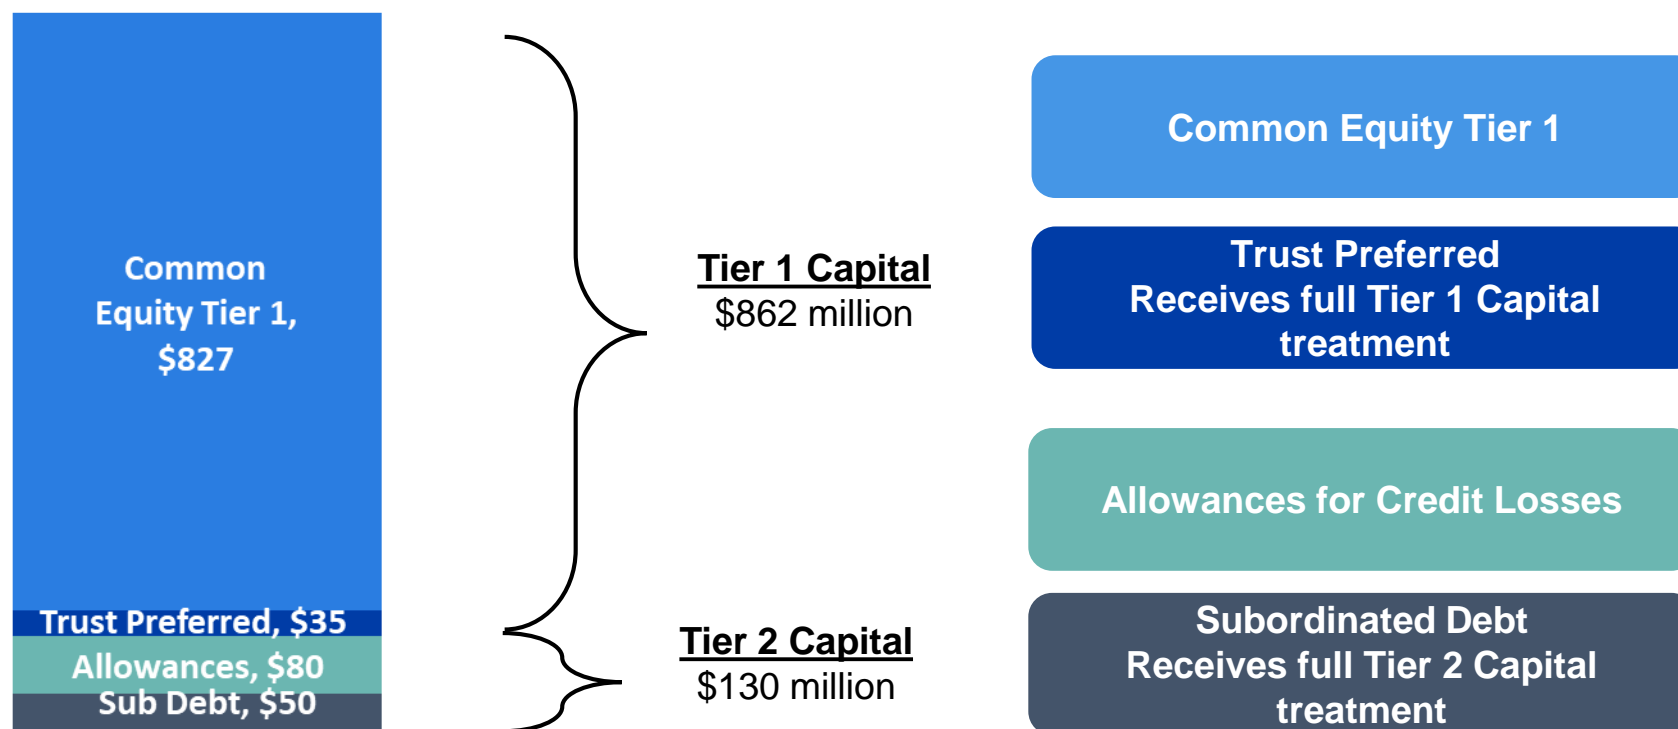 Common
Equity Tier 1,
$827
Trust Preferred, $35
Allowances, $80
Sub Debt, $50
Tier 1 Capital
$862 million
Tier 2 Capital
$130 million
Common Equity Tier 1
Trust Preferred
Receives full Tier 1 Capital
treatment
Allowances for Credit Losses
Subordinated Debt
Receives full Tier 2 Capital
treatment